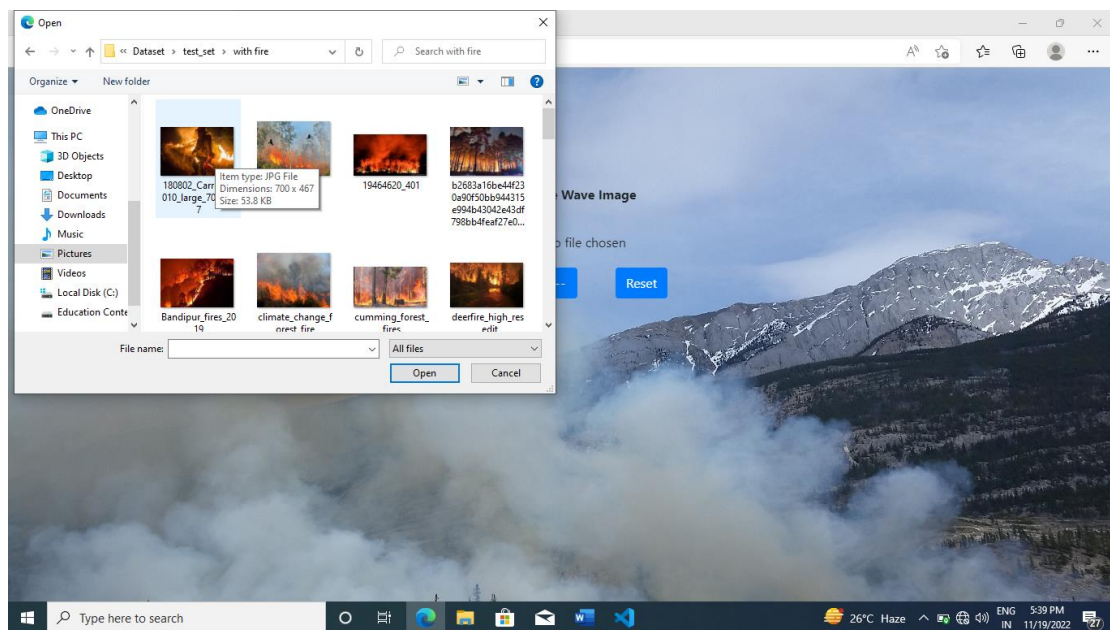 Open
« Dataset › test_set › with fire
Search with fire
Organize
New folder
OneDrive
This PC
3D Objects
Desktop
Documents
Downloads
Music
Pictures
Videos
Local Disk (C:)
Education Conte
180802_Carr
010_large_70
7
Item type: JPG File
Dimensions: 700 x 467
Size: 53.8 KB
19464620_401
b2683a16be44f23
0a90f50bb944315
e994b43042e43df
798bb4feaf27e0...
Bandipur_fires_20
19
climate_change_f
orest_fire
cumming_forest_
fires
deerfire_high_res
edit
File name:
All files
Open
Cancel
Wave Image
file chosen
Reset
Type here to search
26°C Haze
ENG
IN
5:39 PM
11/19/2022
27